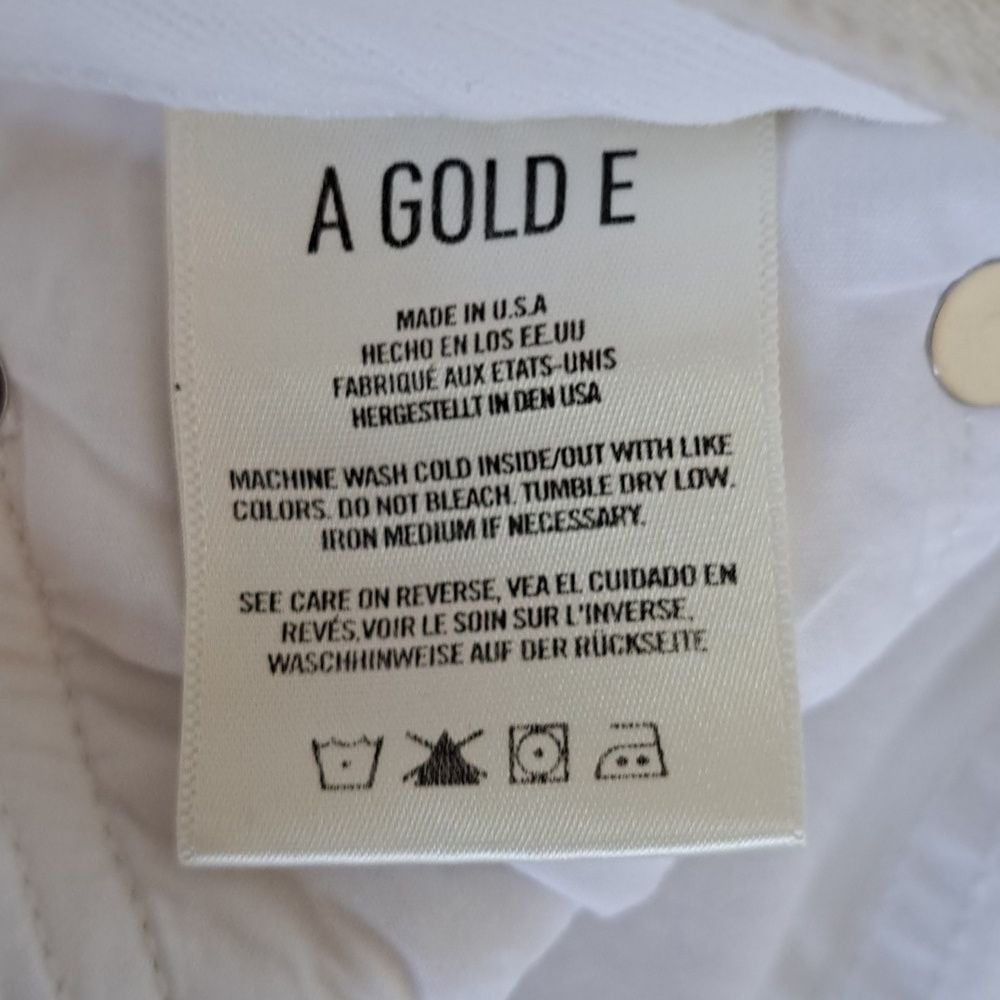 A GOLD E
MADE IN U.S.A
HECHO EN LOS EE.UU
FABRIQUÉ AUX ETATS-UNIS
HERGESTELLT IN DEN USA
MACHINE WASH COLD INSIDE/OUT WITH LIKE
COLORS. DO NOT BLEACH. TUMBLE DRY LOW.
IRON MEDIUM IF NECESSARY.
SEE CARE ON REVERSE, VEA EL CUIDADO EN
REVÉS,VOIR LE SOIN SUR L'INVERSE,
WASCHHINWEISE AUF DER RÜCKSEITE